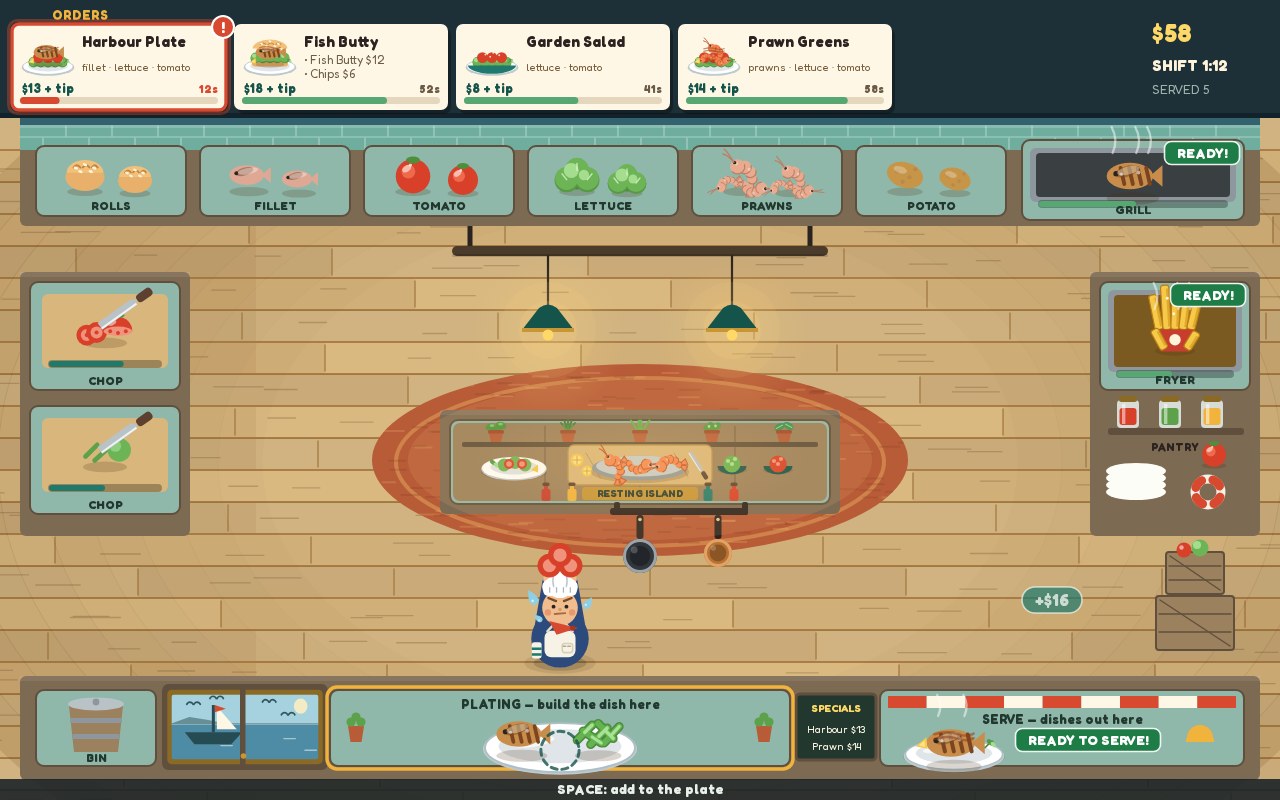 ORDERS
!
Harbour Plate
fillet · lettuce · tomato
$13 + tip
12s
Fish Butty
· Fish Butty $12
· Chips $6
$18 + tip
52s
Garden Salad
lettuce · tomato
$8 + tip
41s
Prawn Greens
prawns · lettuce · tomato
$14 + tip
58s
$58
SHIFT 1:12
SERVED 5
ROLLS
FILLET
TOMATO
LETTUCE
PRAWNS
POTATO
READY!
GRILL
CHOP
CHOP
READY!
FRYER
PANTRY
RESTING ISLAND
+$16
BIN
PLATING – build the dish here
SPECIALS
Harbour $13
Prawn $14
SERVE – dishes out here
READY TO SERVE!
SPACE: add to the plate